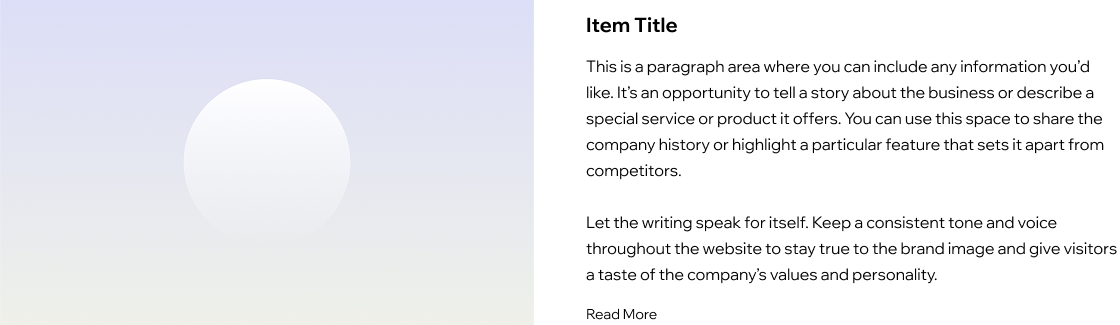 Item Title
This is a paragraph area where you can include any information you’d
like. It’s an opportunity to tell a story about the business or describe a
special service or product it offers. You can use this space to share the
company history or highlight a particular feature that sets it apart from
competitors.
Let the writing speak for itself. Keep a consistent tone and voice
throughout the website to stay true to the brand image and give visitors
a taste of the company’s values and personality.
Read More